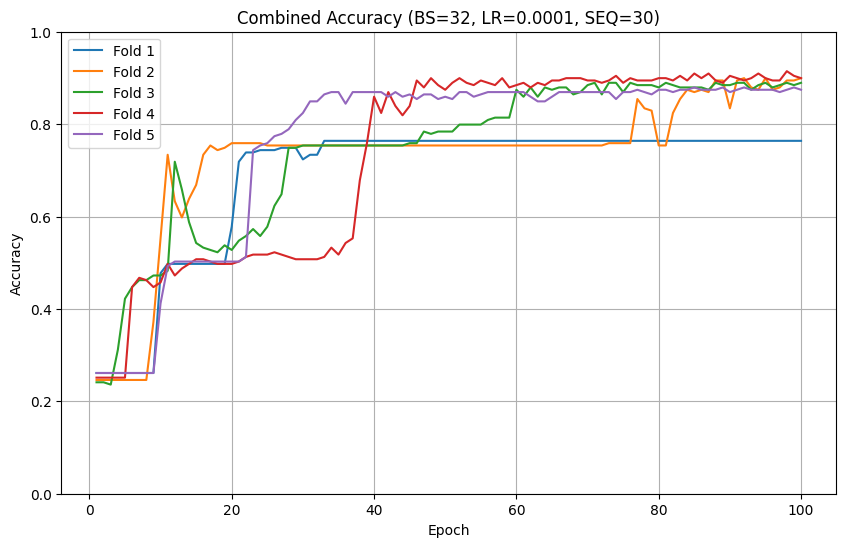 Combined Accuracy (BS=32, LR=0.0001, SEQ=30)
Fold 1
Fold 2
Fold 3
Fold 4
Fold 5
Accuracy
1.0
0.8
0.6
0.4
0.2
0.0
0 20 40 60 80 100
Epoch